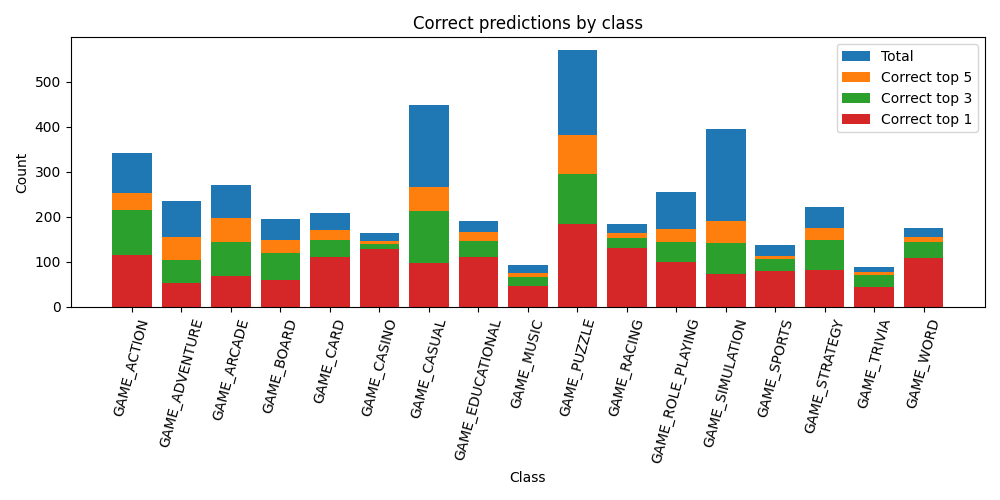 Correct predictions by class
Total
Correct top 5
Correct top 3
Correct top 1
Count
500
400
300
200
100
0
GAME_ACTION
GAME_ADVENTURE
GAME_ARCADE
GAME_BOARD
GAME_CARD
GAME_CASINO
GAME_CASUAL
GAME_EDUCATIONAL
GAME_MUSIC
GAME_PUZZLE
GAME_RACING
GAME_ROLE_PLAYING
GAME_SIMULATION
GAME_SPORTS
GAME_STRATEGY
GAME_TRIVIA
GAME_WORD
Class